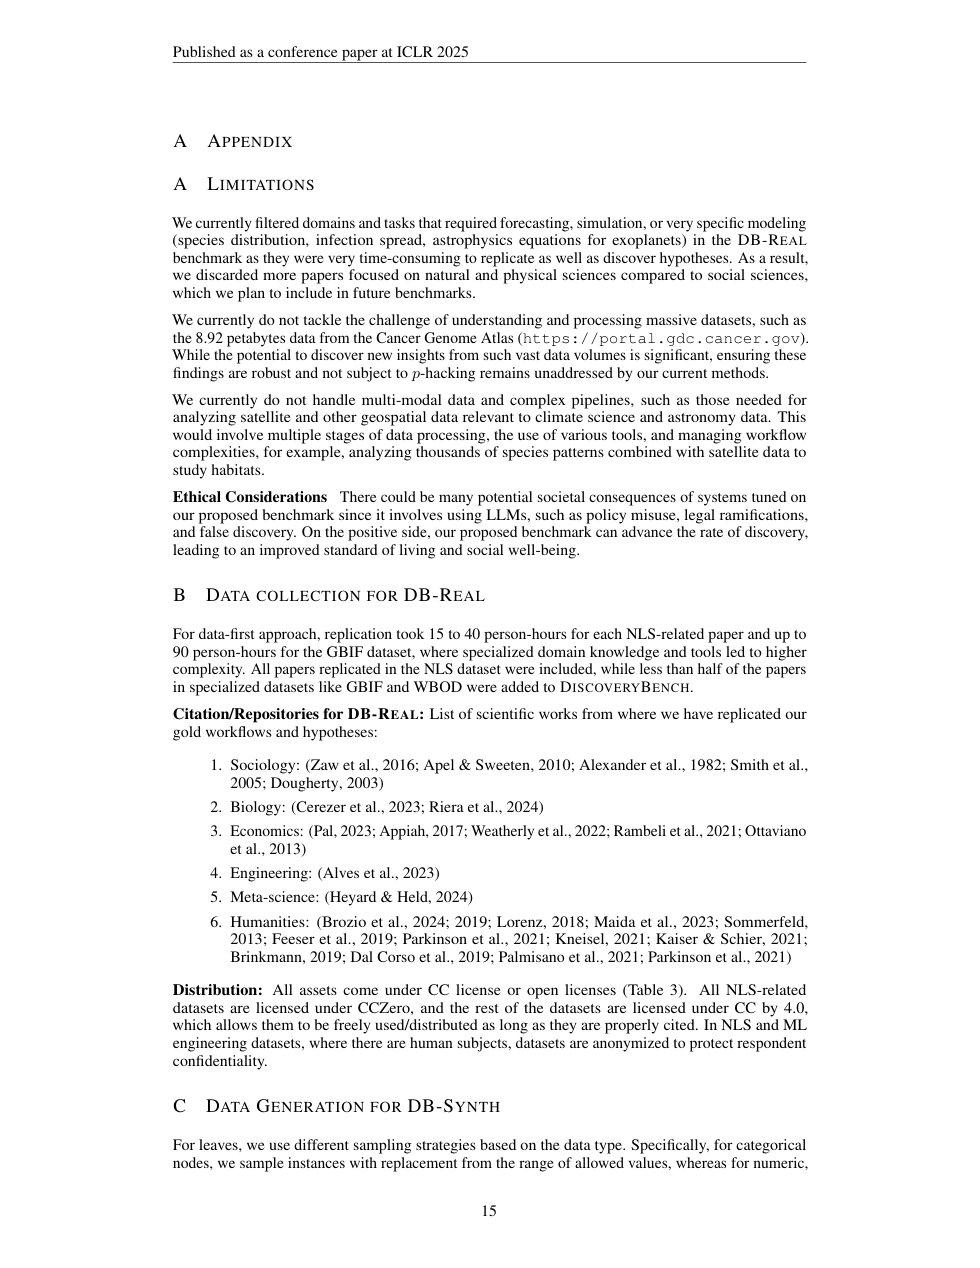 Published as a conference paper at ICLR 2025
A APPENDIX
A LIMITATIONS
We currently filtered domains and tasks that required forecasting, simulation, or very specific modeling
(species distribution, infection spread, astrophysics equations for exoplanets) in the DB-REAL
benchmark as they were very time-consuming to replicate as well as discover hypotheses. As a result,
we discarded more papers focused on natural and physical sciences compared to social sciences,
which we plan to include in future benchmarks.
We currently do not tackle the challenge of understanding and processing massive datasets, such as
the 8.92 petabytes data from the Cancer Genome Atlas (https://portal.gdc.cancer.gov).
While the potential to discover new insights from such vast data volumes is significant, ensuring these
findings are robust and not subject to p-hacking remains unaddressed by our current methods.
We currently do not handle multi-modal data and complex pipelines, such as those needed for
analyzing satellite and other geospatial data relevant to climate science and astronomy data. This
would involve multiple stages of data processing, the use of various tools, and managing workflow
complexities, for example, analyzing thousands of species patterns combined with satellite data to
study habitats.
Ethical Considerations There could be many potential societal consequences of systems tuned on
our proposed benchmark since it involves using LLMs, such as policy misuse, legal ramifications,
and false discovery. On the positive side, our proposed benchmark can advance the rate of discovery,
leading to an improved standard of living and social well-being.
B DATA COLLECTION FOR DB-REAL
For data-first approach, replication took 15 to 40 person-hours for each NLS-related paper and up to
90 person-hours for the GBIF dataset, where specialized domain knowledge and tools led to higher
complexity. All papers replicated in the NLS dataset were included, while less than half of the papers
in specialized datasets like GBIF and WBOD were added to DISCOVERYBENCH.
Citation/Repositories for DB-REAL: List of scientific works from where we have replicated our
gold workflows and hypotheses:
1. Sociology: (Zaw et al., 2016; Apel & Sweeten, 2010; Alexander et al., 1982; Smith et al.,
2005; Dougherty, 2003)
2. Biology: (Cerezer et al., 2023; Riera et al., 2024)
3. Economics: (Pal, 2023; Appiah, 2017; Weatherly et al., 2022; Rambeli et al., 2021; Ottaviano
et al., 2013)
4. Engineering: (Alves et al., 2023)
5. Meta-science: (Heyard & Held, 2024)
6. Humanities: (Brozio et al., 2024; 2019; Lorenz, 2018; Maida et al., 2023; Sommerfeld,
2013; Feeser et al., 2019; Parkinson et al., 2021; Kneisel, 2021; Kaiser & Schier, 2021;
Brinkmann, 2019; Dal Corso et al., 2019; Palmisano et al., 2021; Parkinson et al., 2021)
Distribution: All assets come under CC license or open licenses (Table 3). All NLS-related
datasets are licensed under CCZero, and the rest of the datasets are licensed under CC by 4.0,
which allows them to be freely used/distributed as long as they are properly cited. In NLS and ML
engineering datasets, where there are human subjects, datasets are anonymized to protect respondent
confidentiality.
C DATA GENERATION FOR DB-SYNTH
For leaves, we use different sampling strategies based on the data type. Specifically, for categorical
nodes, we sample instances with replacement from the range of allowed values, whereas for numeric,
15